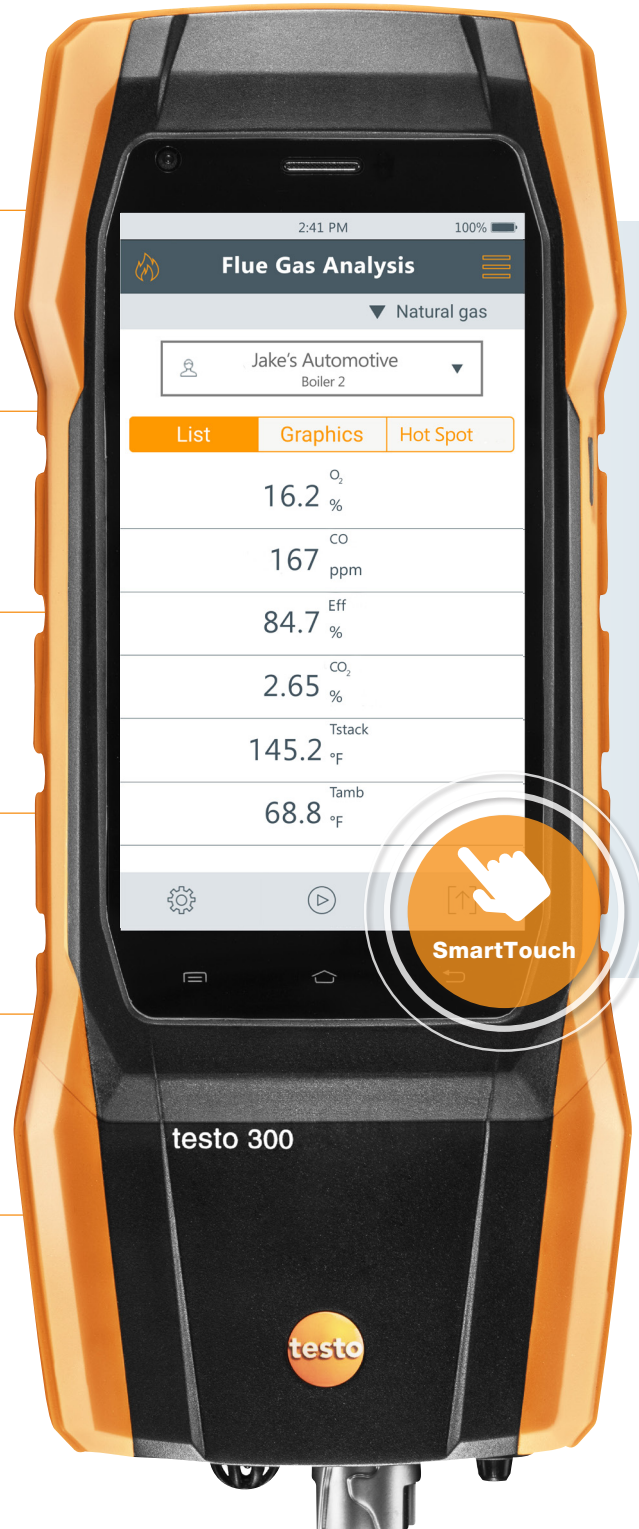 2:41 PM 100%
Flue Gas Analysis
▼ Natural gas
Jake's Automotive ▼
Boiler 2
List Graphics Hot Spot
16.2 O₂ %
167 CO ppm
84.7 Eff %
2.65 CO₂ %
145.2 Tstack °F
68.8 Tamb °F
SmartTouch
testo 300
testo